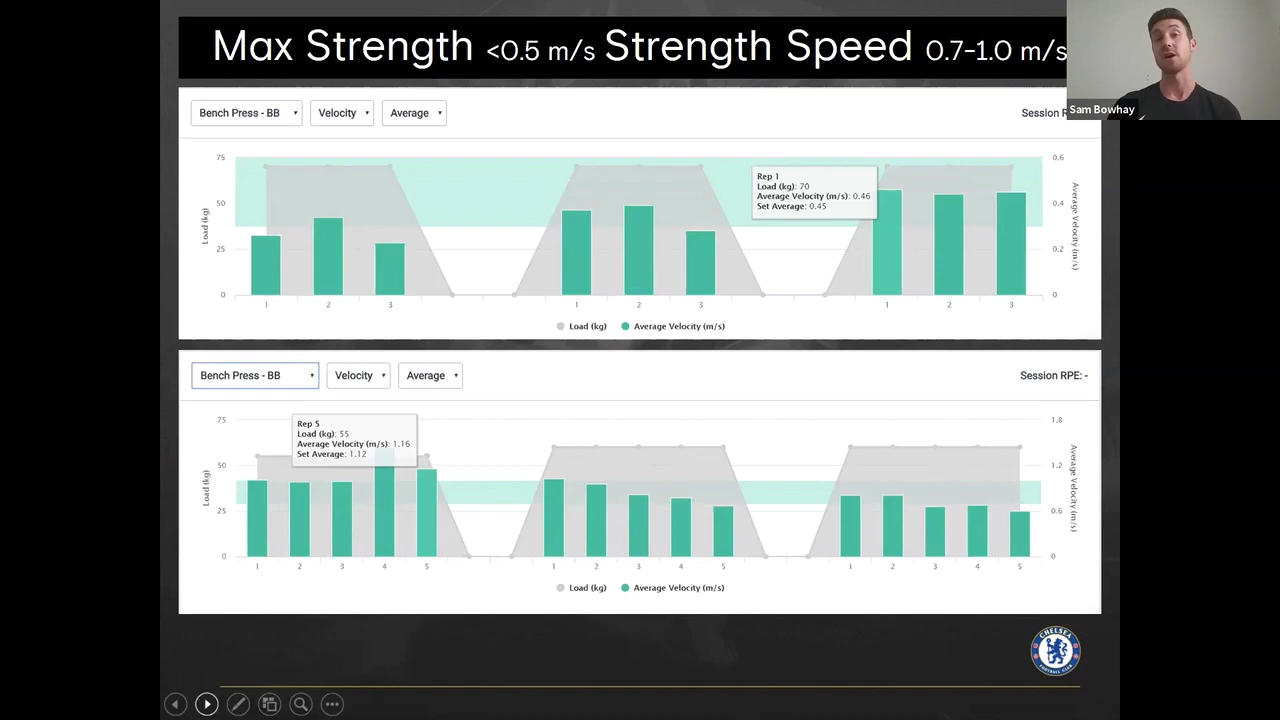 Max Strength <0.5 m/s Strength Speed 0.7-1.0 m/s
Sam Bowhay
Bench Press - BB
Velocity
Average
Session
75
50
25
0
Load (kg)
Rep 1
Load (kg): 70
Average Velocity (m/s): 0.46
Set Average: 0.45
0.6
0.4
0.2
0
Average Velocity (m/s)
1 2 3 1 2 3 1 2 3
Load (kg) Average Velocity (m/s)
Bench Press - BB
Velocity
Average
Session RPE: -
75
50
25
0
Load (kg)
Rep 5
Load (kg): 55
Average Velocity (m/s): 1.16
Set Average: 1.12
1.8
1.2
0.6
0
Average Velocity (m/s)
1 2 3 4 5 1 2 3 4 5 1 2 3 4 5
Load (kg) Average Velocity (m/s)
CHELSEA
FOOTBALL CLUB